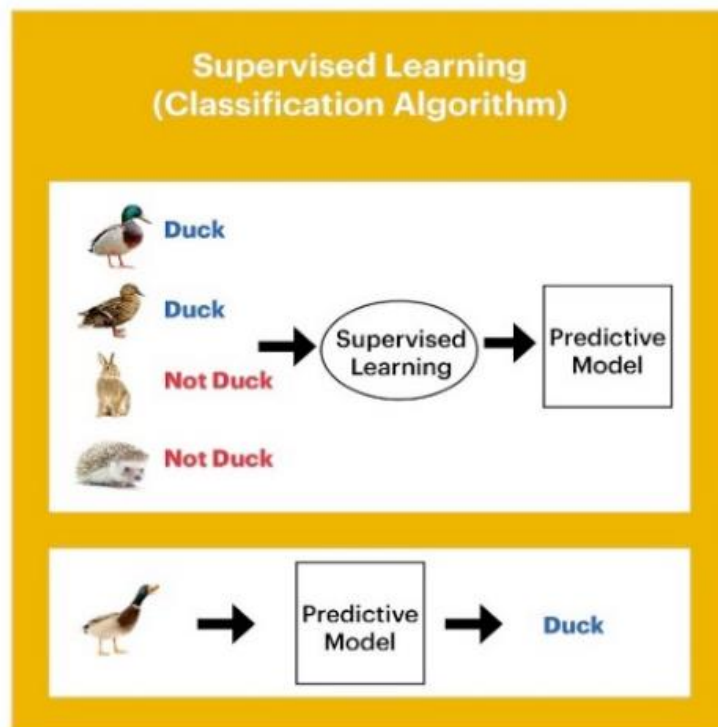 Supervised Learning
(Classification Algorithm)
Duck
Duck
Not Duck
Not Duck
Supervised
Learning
Predictive
Model
Predictive
Model
Duck